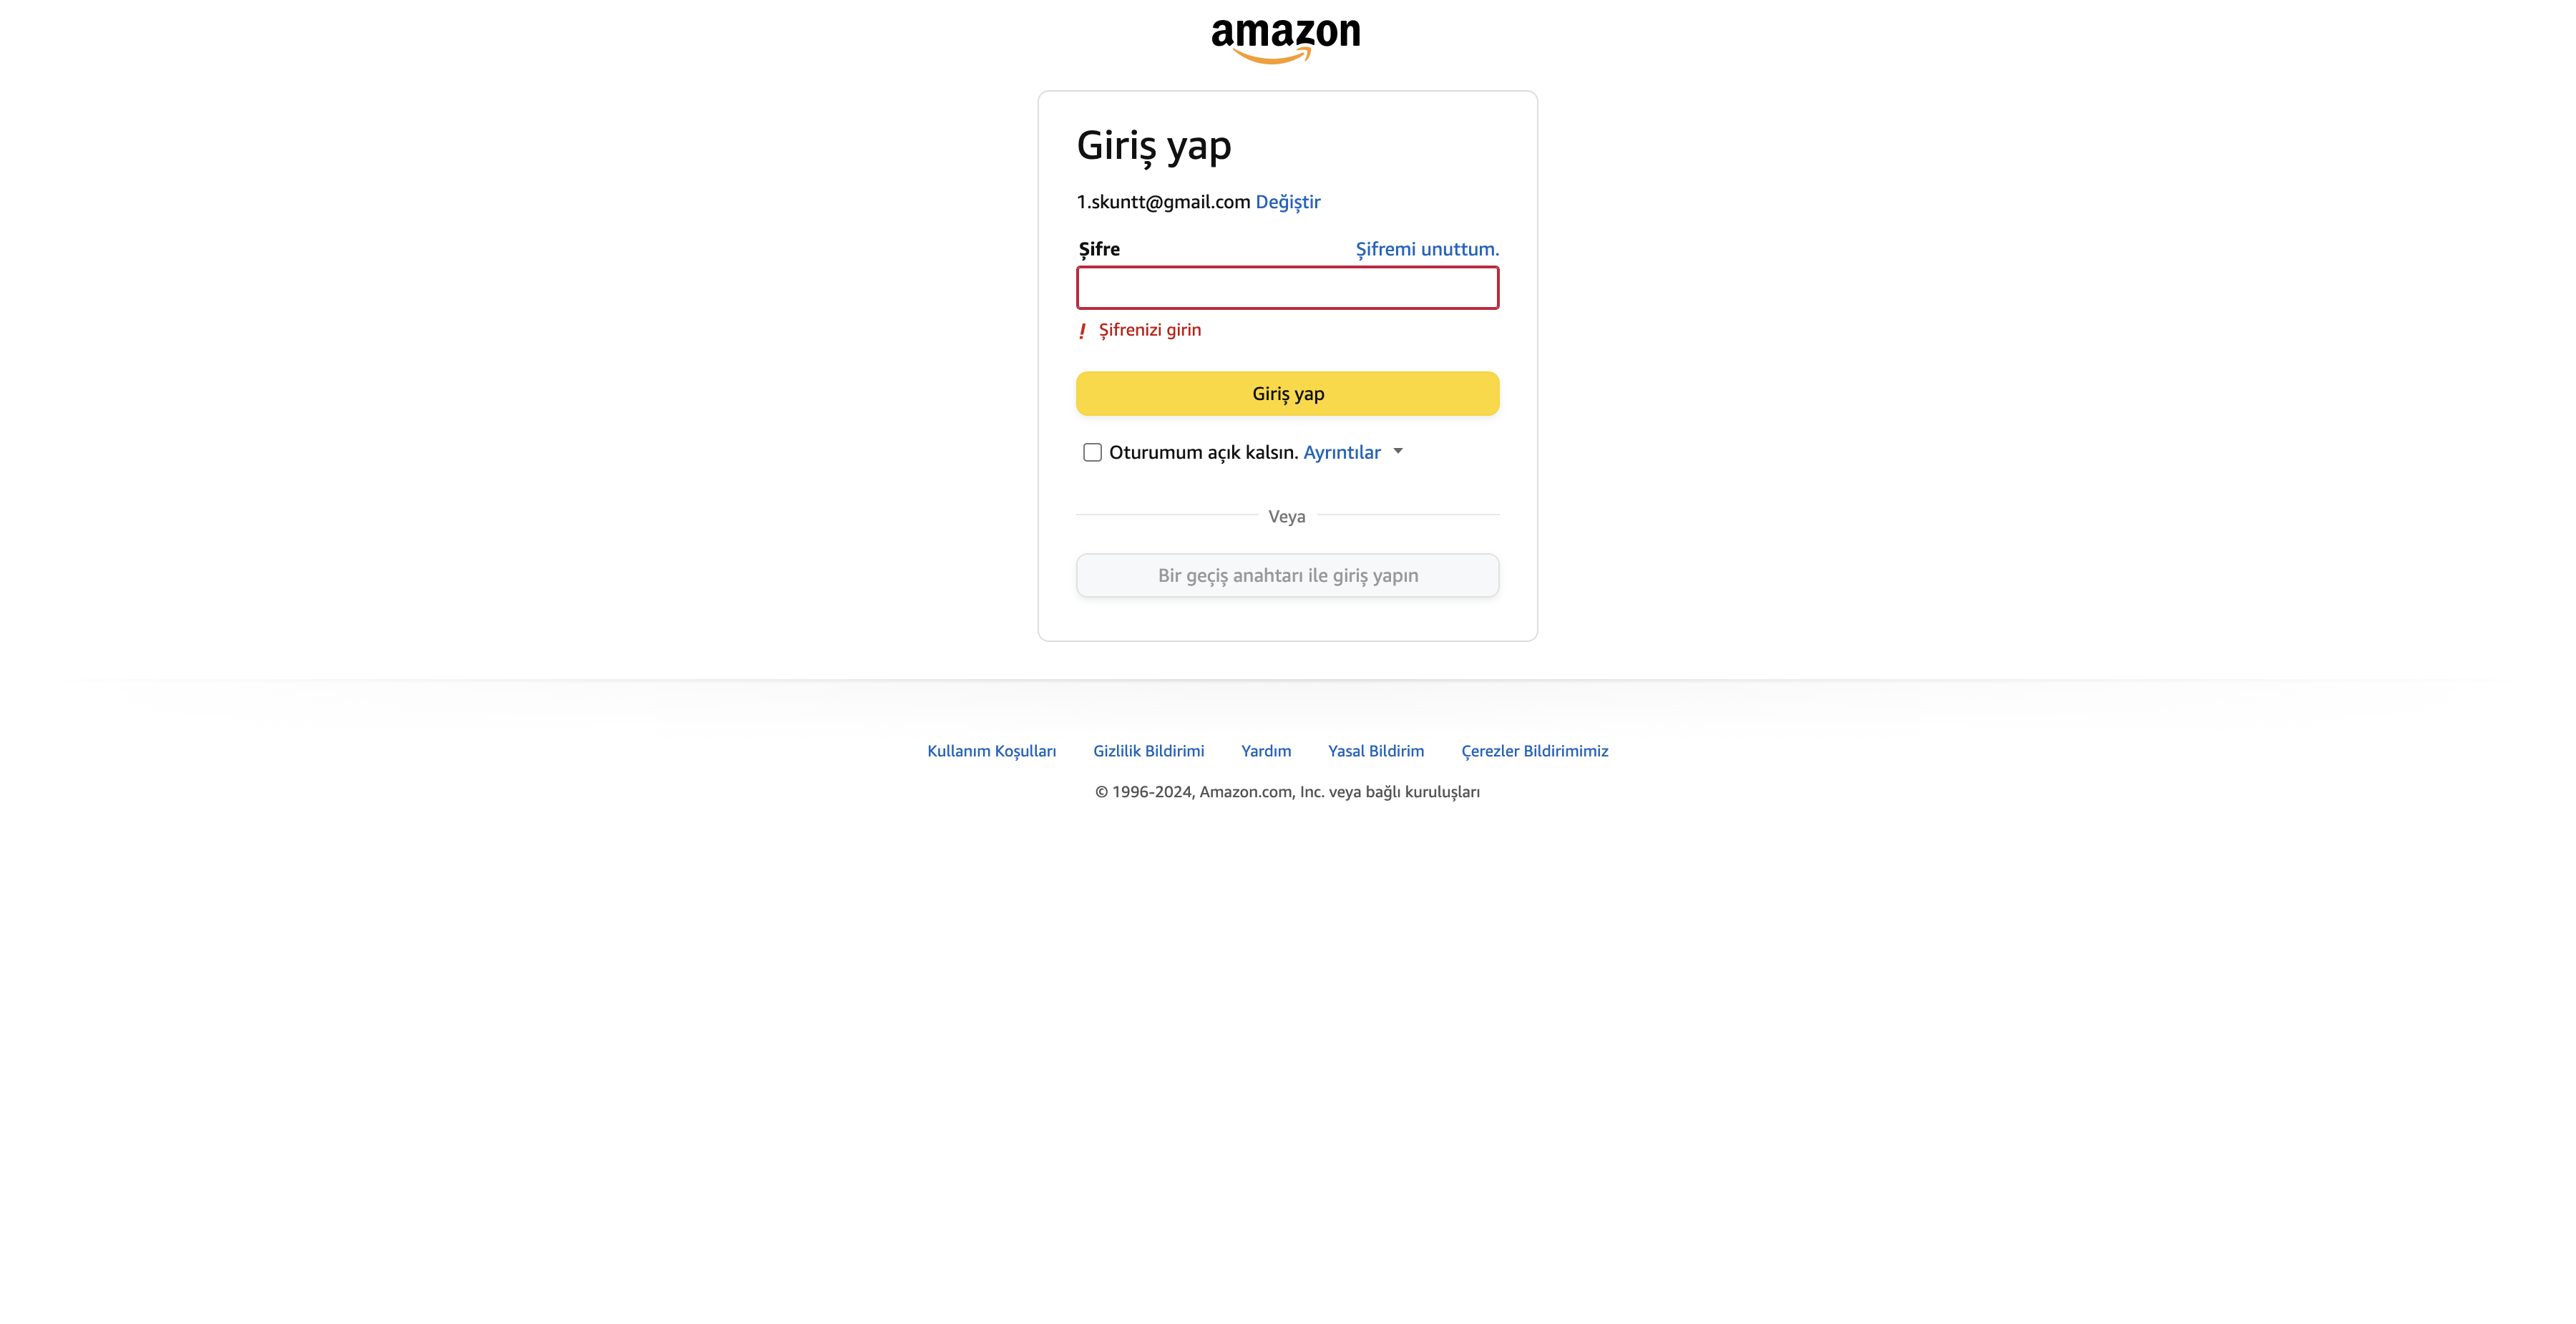 amazon
Giriş yap
1.skuntt@gmail.com Değiştir
Şifre Şifremi unuttum.
! Şifrenizi girin
Giriş yap
Oturumum açık kalsın. Ayrıntılar
Veya
Bir geçiş anahtarı ile giriş yapın
Kullanım Koşulları Gizlilik Bildirimi Yardım Yasal Bildirim Çerezler Bildirimimiz
© 1996-2024, Amazon.com, Inc. veya bağlı kuruluşları